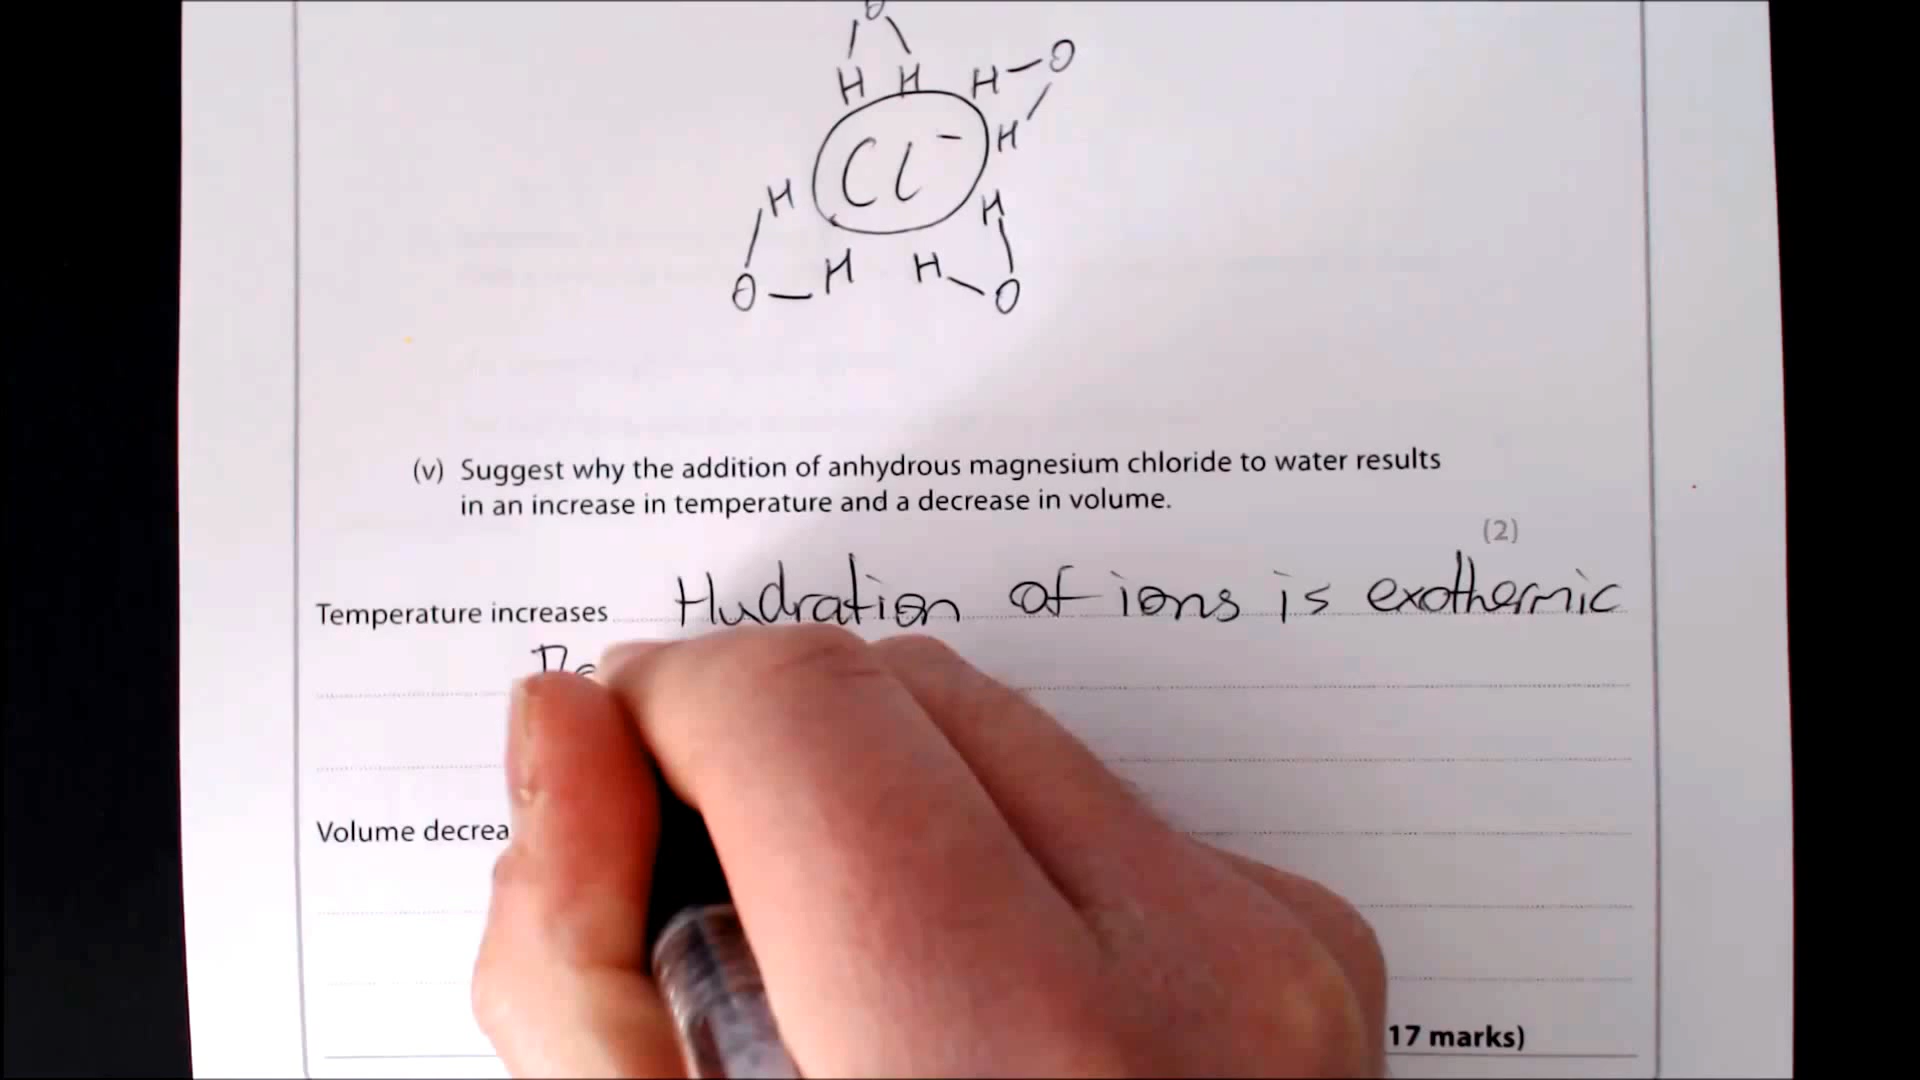 O
H H H — O
Cl⁻ H
H H
O — H H O
(v) Suggest why the addition of anhydrous magnesium chloride to water results
in an increase in temperature and a decrease in volume.
(2)
Temperature increases Hydration of ions is exothermic
Volume
17 marks)